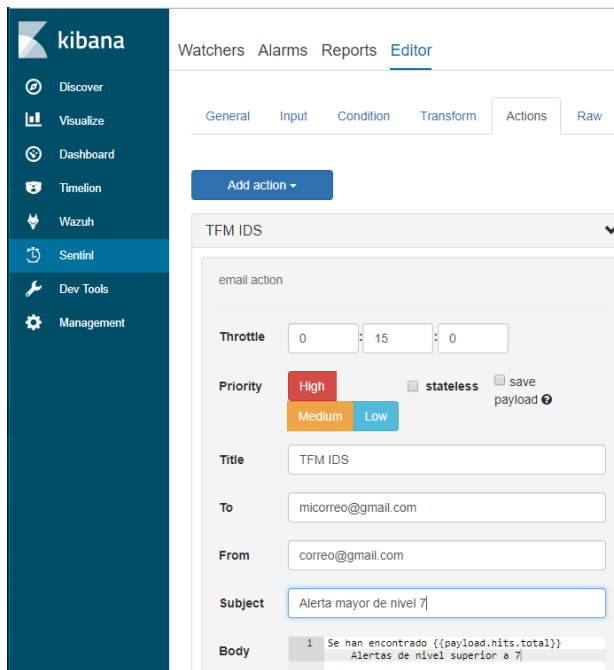 kibana
Discover
Visualize
Dashboard
Timelion
Wazuh
Sentinl
Dev Tools
Management
Watchers Alarms Reports Editor
General Input Condition Transform Actions Raw
Add action
TFM IDS
email action
Throttle 0 : 15 : 0
Priority High stateless save
payload
Medium Low
Title TFM IDS
To micorreo@gmail.com
From correo@gmail.com
Subject Alerta mayor de nivel 7
Body 1 Se han encontrado {{payload.hits.total}}
Alertas de nivel superior a 7